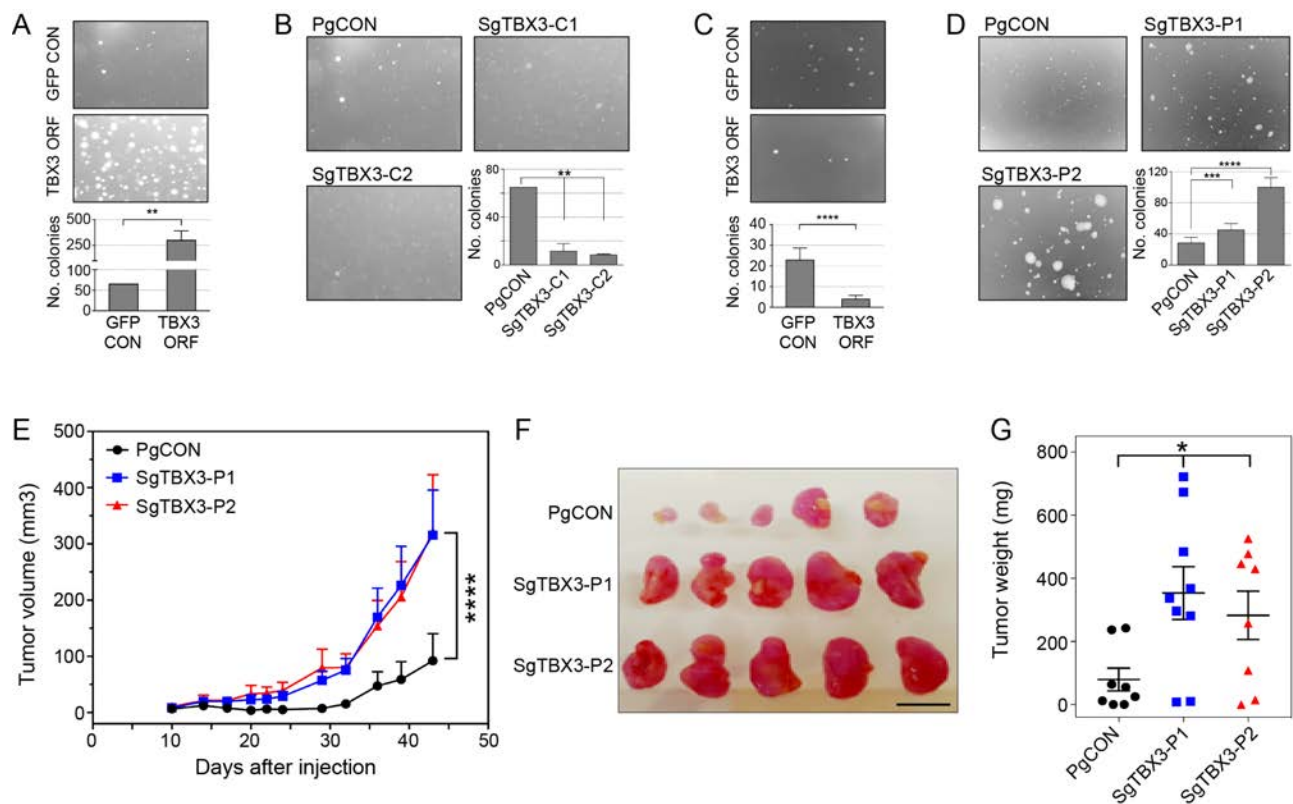 A
GFP CON
TBX3 ORF
No. colonies
500
250
100
50
0
**
GFP
CON
TBX3
ORF
B
PgCON
SgTBX3-C1
SgTBX3-C2
No. colonies
80
40
0
**
PgCON
SgTBX3-C1
SgTBX3-C2
C
GFP CON
TBX3 ORF
No. colonies
40
30
20
10
0
****
GFP
CON
TBX3
ORF
D
PgCON
SgTBX3-P1
SgTBX3-P2
No. colonies
120
80
40
0
****
***
PgCON
SgTBX3-P1
SgTBX3-P2
E
Tumor volume (mm3)
500
400
300
200
100
0
PgCON
SgTBX3-P1
SgTBX3-P2
****
0 10 20 30 40 50
Days after injection
F
PgCON
SgTBX3-P1
SgTBX3-P2
G
Tumor weight (mg)
800
600
400
200
0
*
PgCON
SgTBX3-P1
SgTBX3-P2